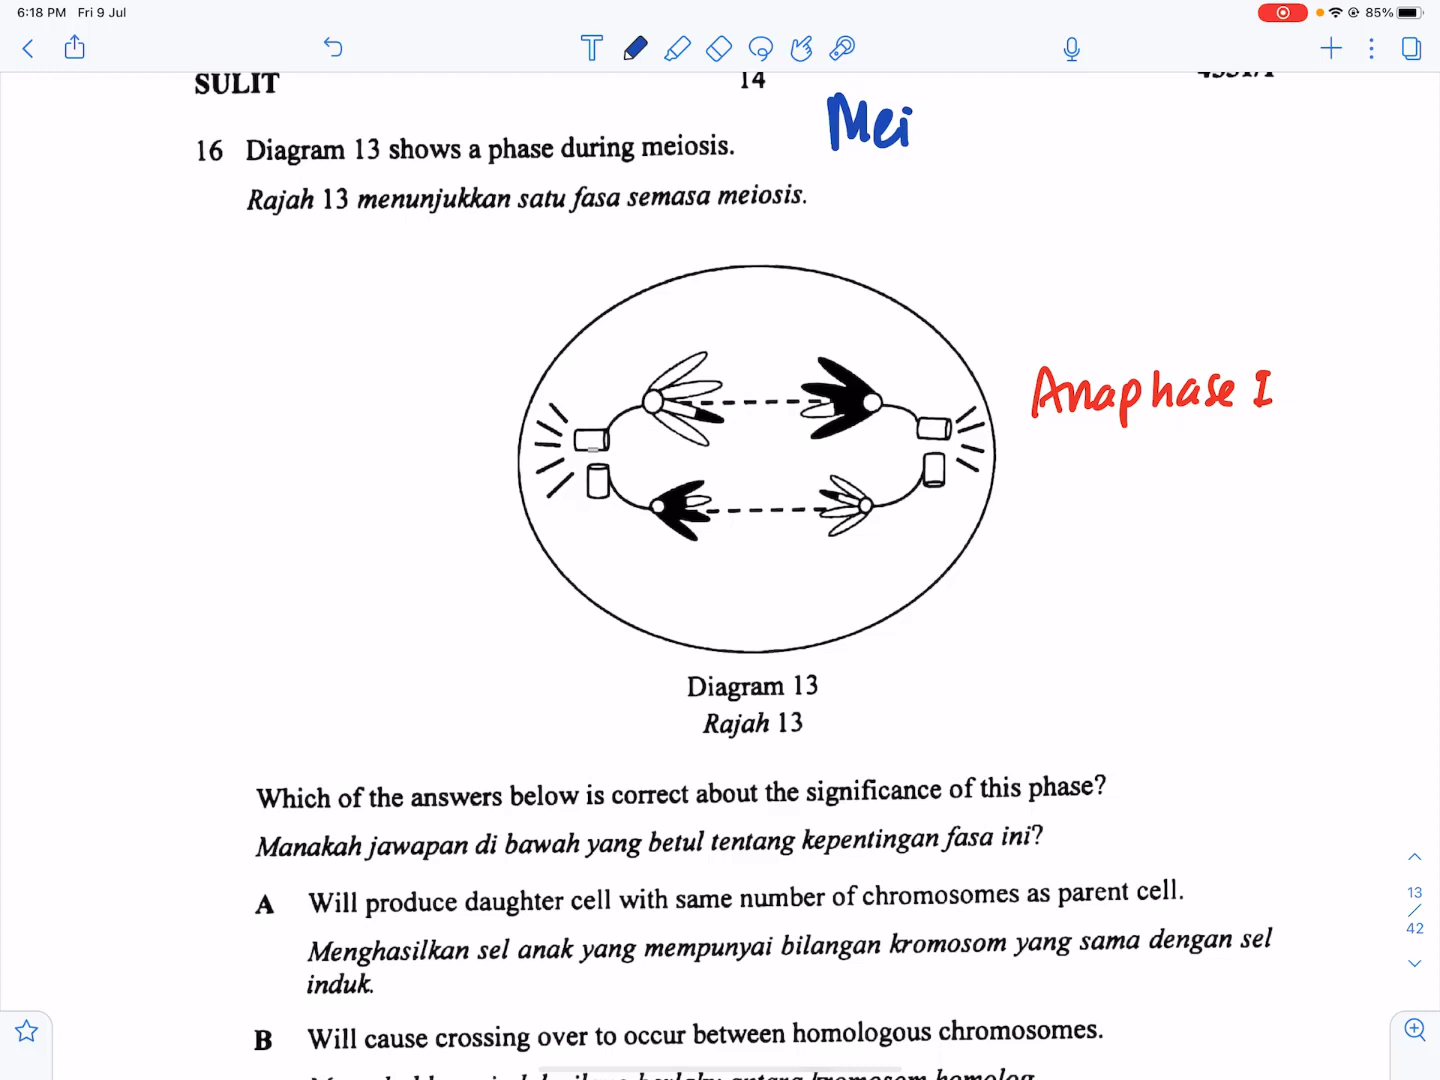 6:18 PM Fri 9 Jul
85%
SULIT
14
Mei
16 Diagram 13 shows a phase during meiosis.
Rajah 13 menunjukkan satu fasa semasa meiosis.
Anaphase I
Diagram 13
Rajah 13
Which of the answers below is correct about the significance of this phase?
Manakah jawapan di bawah yang betul tentang kepentingan fasa ini?
A Will produce daughter cell with same number of chromosomes as parent cell.
Menghasilkan sel anak yang mempunyai bilangan kromosom yang sama dengan sel
induk.
B Will cause crossing over to occur between homologous chromosomes.
kromosom homolog
13
/
42